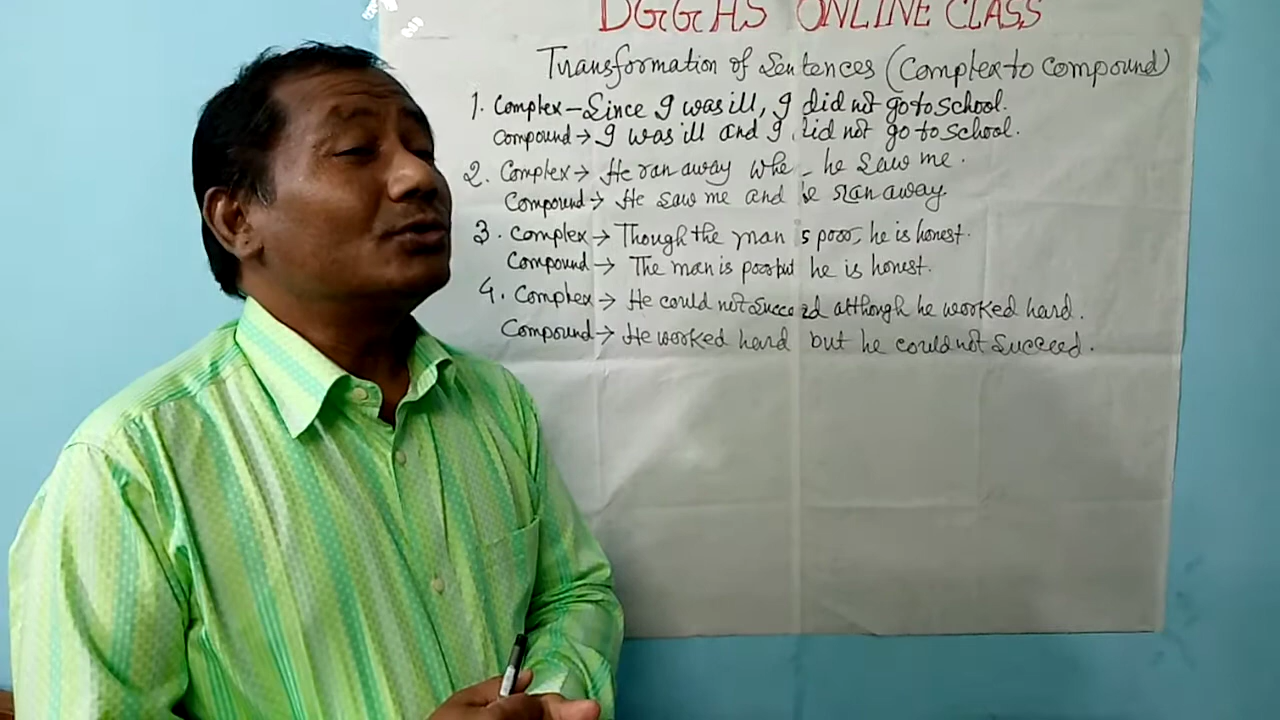 DGGHS ONLINE CLASS
Transformation of Sentences (Complex to Compound)
1. Complex – Since I was ill, I did not go to School.
Compound → I was ill and I did not go to School.
2. Complex → He ran away when he saw me.
Compound → He saw me and he ran away
3. Complex → Though the man is poor, he is honest.
Compound → The man is poor but he is honest.
4. Complex → He could not succeed although he worked hard.
Compound → He worked hard but he could not succeed.